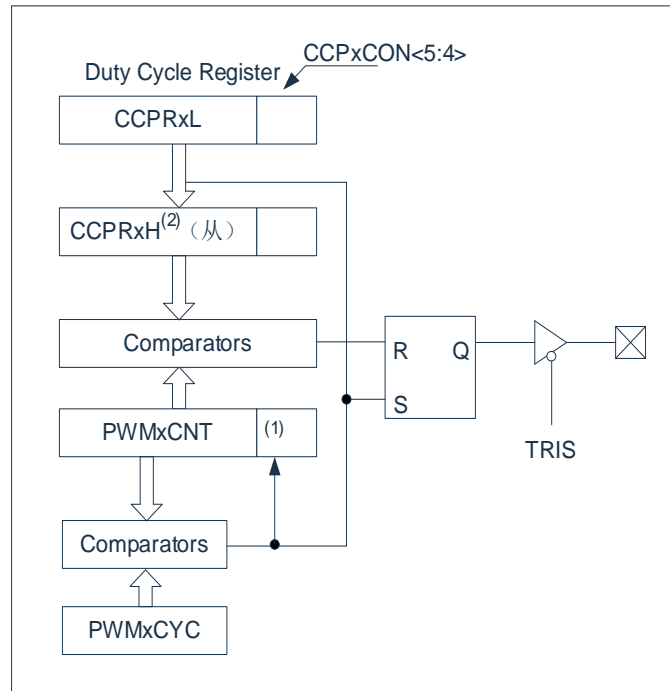 CCPxCON<5:4>
Duty Cycle Register
CCPRxL
CCPRxH(2)（从）
Comparators
R Q
S
PWMxCNT (1)
TRIS
Comparators
PWMxCYC